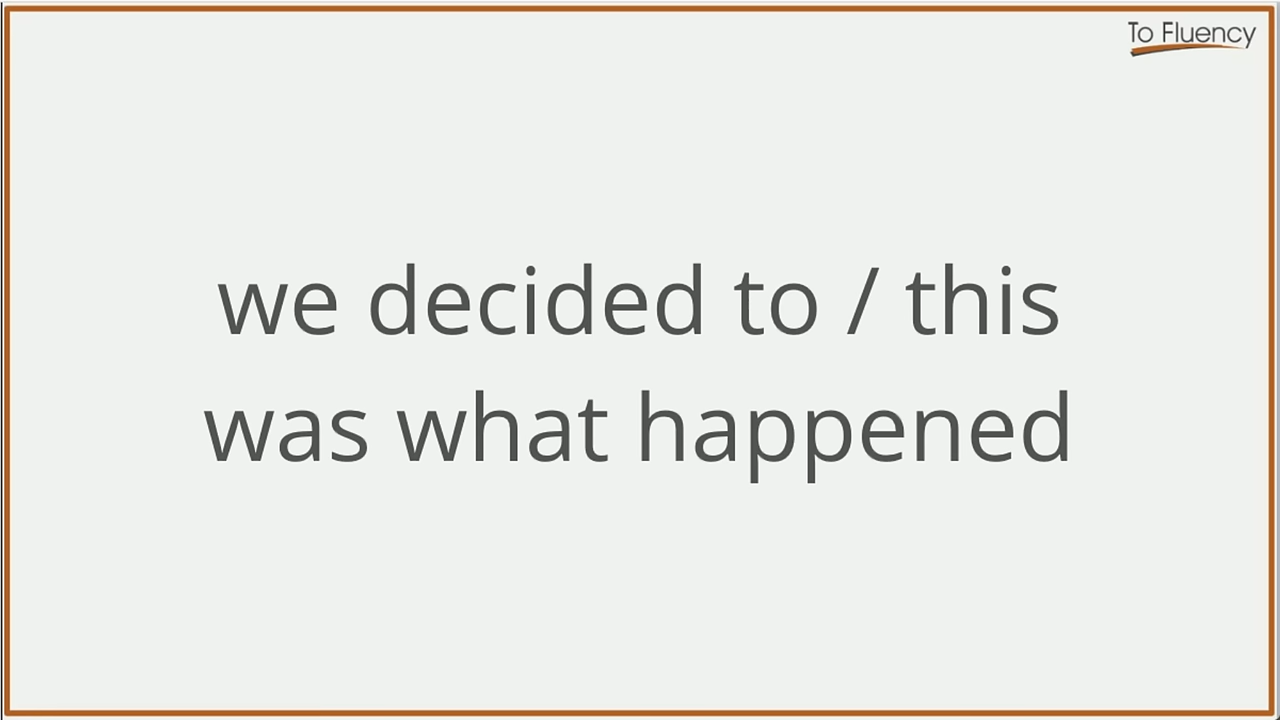 To Fluency
we decided to / this
was what happened